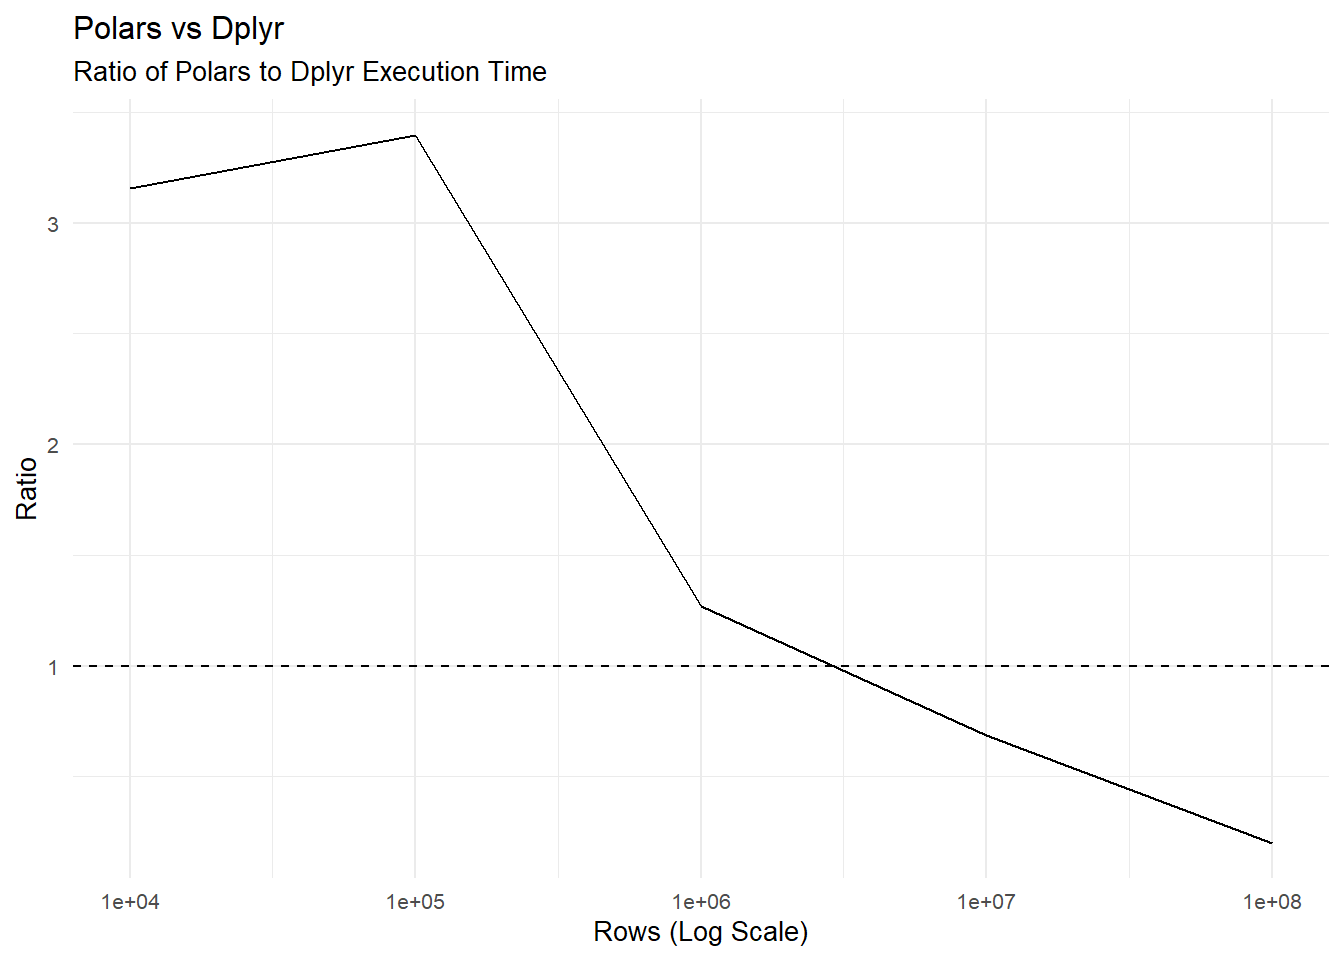 Polars vs Dplyr
Ratio of Polars to Dplyr Execution Time
3
2
1
Ratio
1e+04
1e+05
1e+06
1e+07
1e+08
Rows (Log Scale)